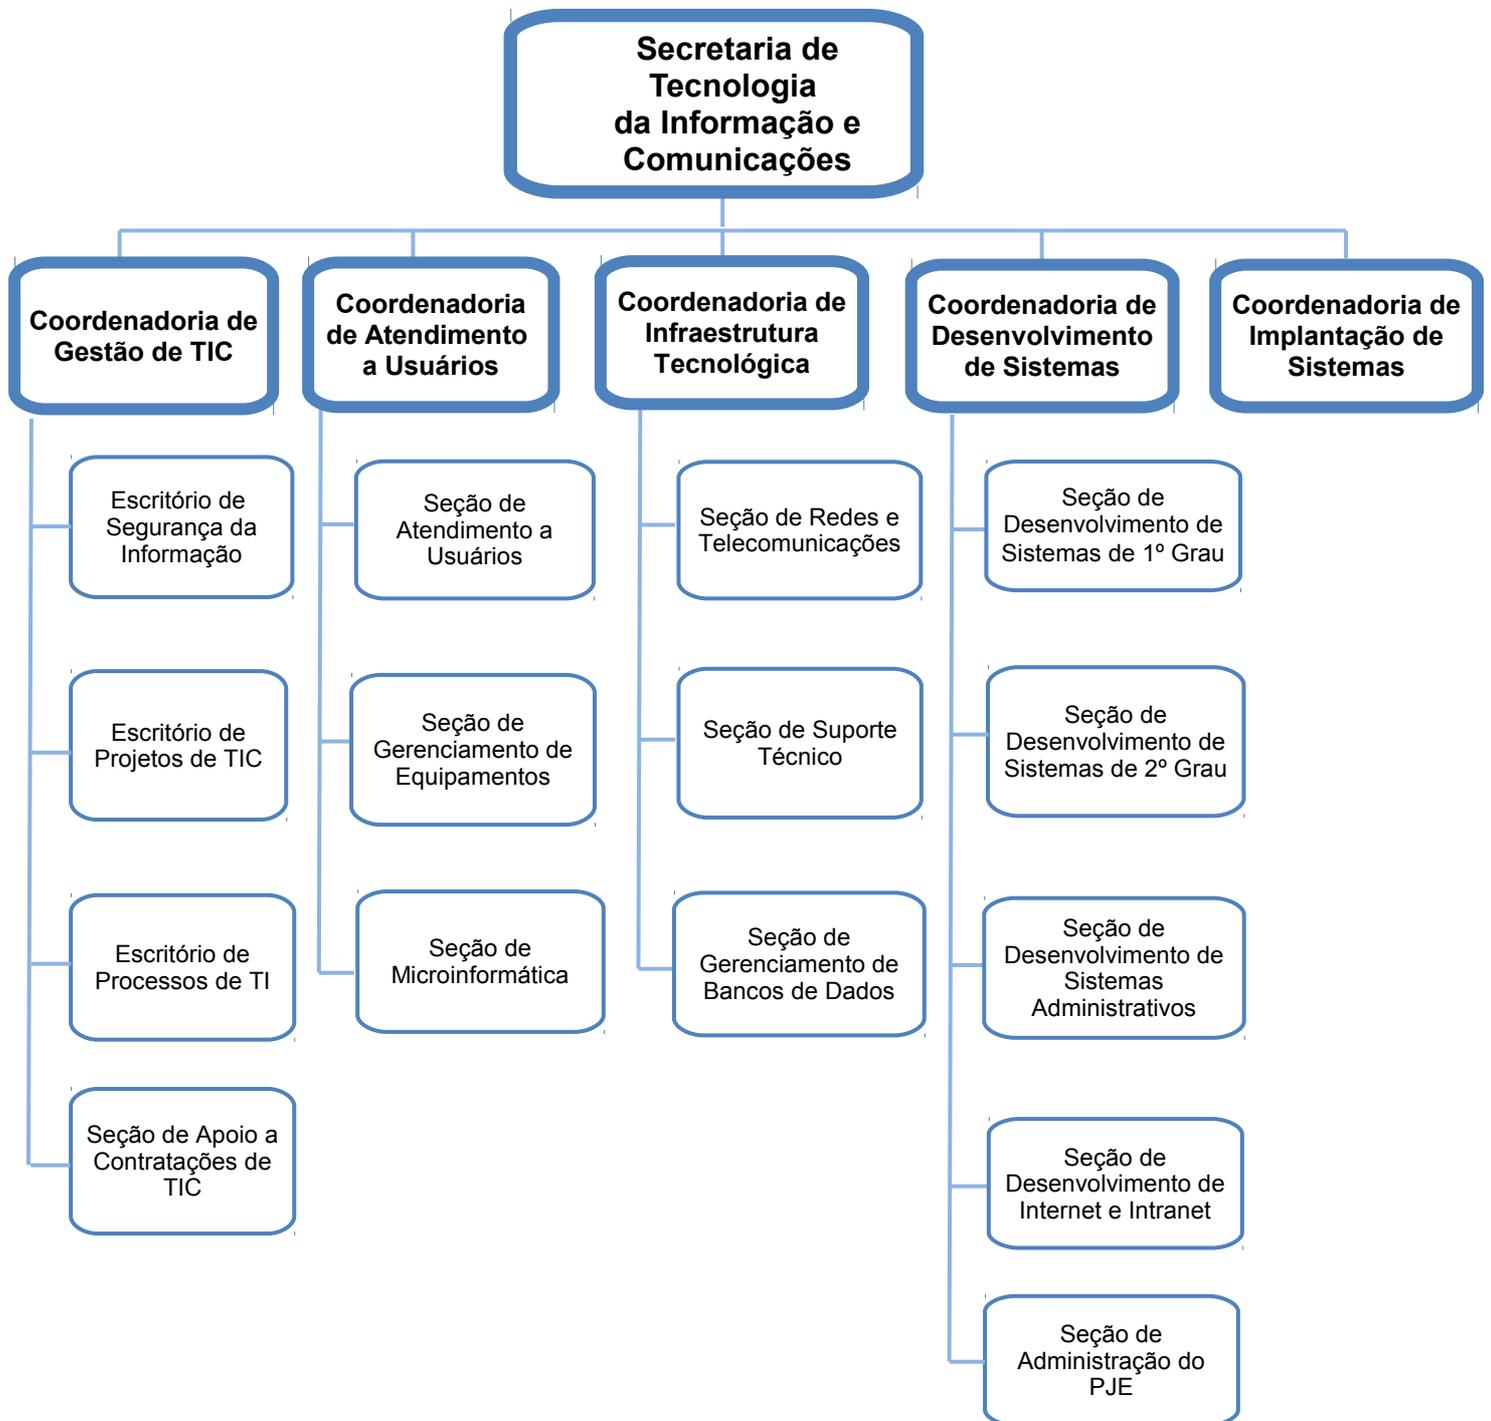 Secretaria de
Tecnologia
da Informação e
Comunicações
Coordenadoria de
Gestão de TIC
Coordenadoria
de Atendimento
a Usuários
Coordenadoria de
Infraestrutura
Tecnológica
Coordenadoria de
Desenvolvimento
de Sistemas
Coordenadoria de
Implantação de
Sistemas
Escritório de
Segurança da
Informação
Escritório de
Projetos de TIC
Escritório de
Processos de TI
Seção de Apoio a
Contratações de
TIC
Seção de
Atendimento a
Usuários
Seção de
Gerenciamento de
Equipamentos
Seção de
Microinformática
Seção de Redes e
Telecomunicações
Seção de Suporte
Técnico
Seção de
Gerenciamento de
Bancos de Dados
Seção de
Desenvolvimento de
Sistemas de 1º Grau
Seção de
Desenvolvimento de
Sistemas de 2º Grau
Seção de
Desenvolvimento de
Sistemas
Administrativos
Seção de
Desenvolvimento de
Internet e Intranet
Seção de
Administração do
PJE